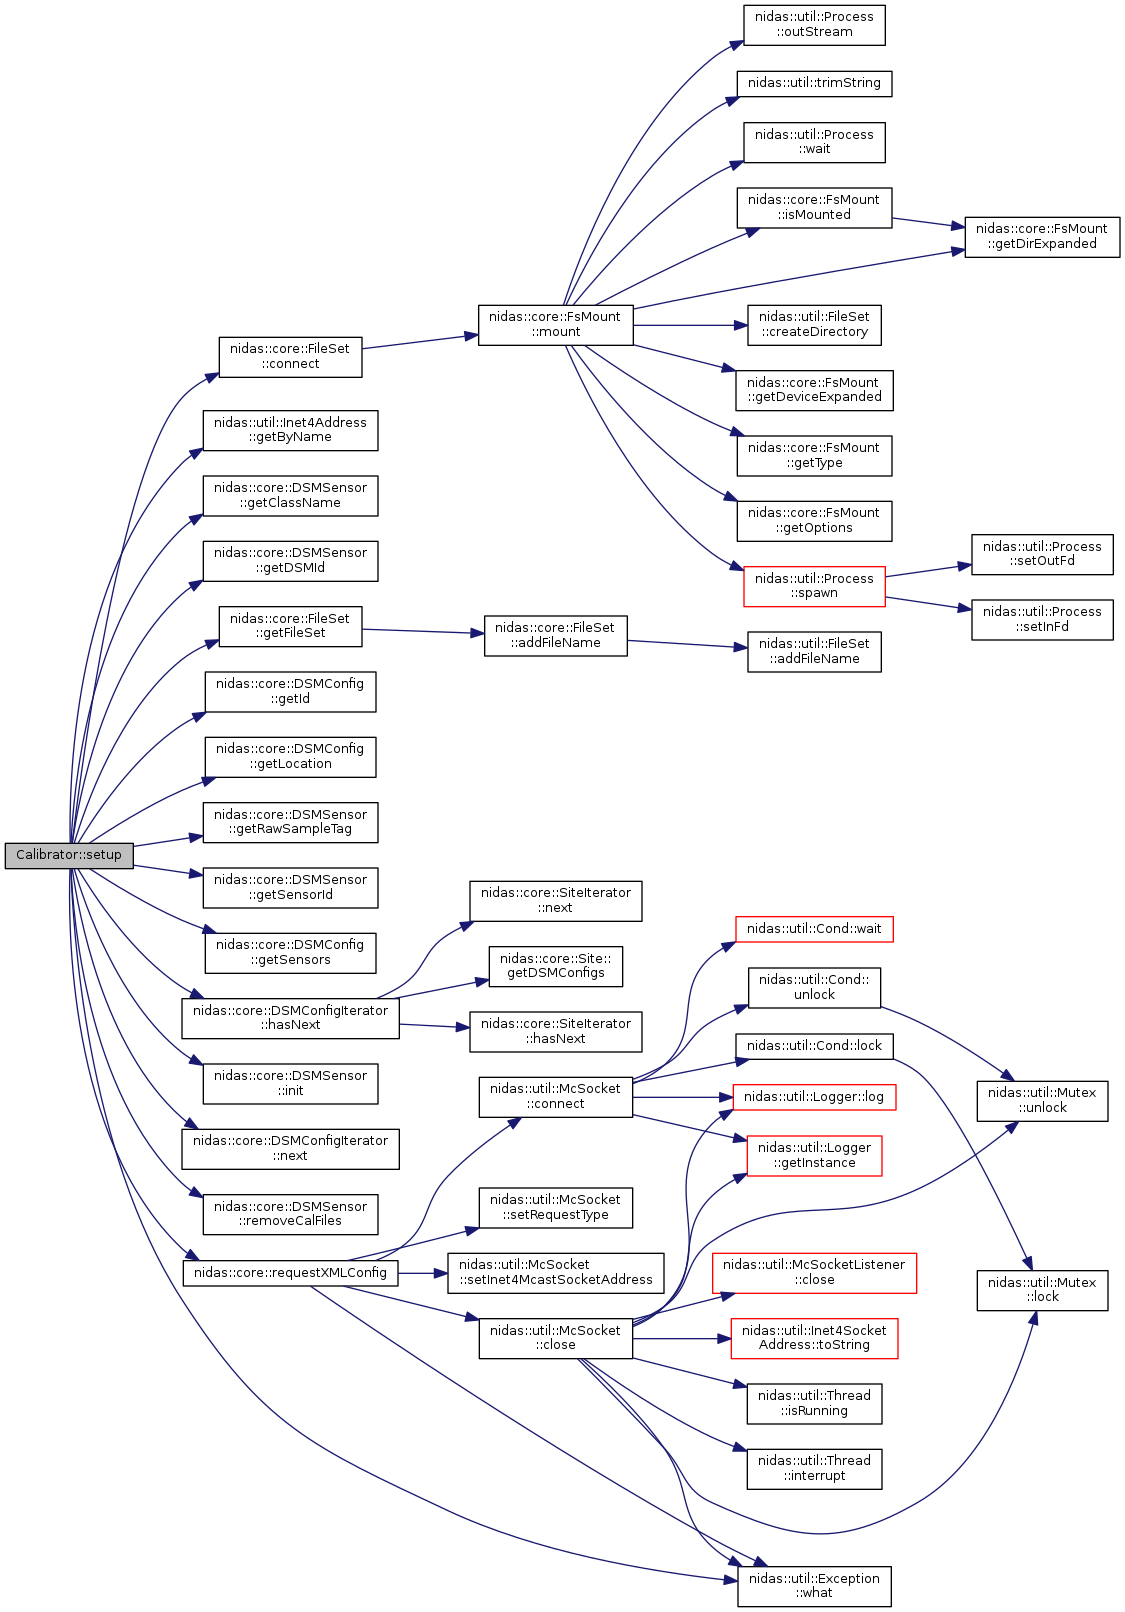 nidas::util::Process
::outStream
nidas::util::trimString
nidas::util::Process
::wait
nidas::core::FsMount
::isMounted
nidas::core::FsMount
::getDirExpanded
nidas::core::FsMount
::mount
nidas::util::FileSet
::createDirectory
nidas::core::FileSet
::connect
nidas::core::FsMount
::getDeviceExpanded
nidas::util::Inet4Address
::getByName
nidas::core::FsMount
::getType
nidas::core::DSMSensor
::getClassName
nidas::core::FsMount
::getOptions
nidas::core::DSMSensor
::getDSMId
nidas::util::Process
::setOutFd
nidas::util::Process
::spawn
nidas::util::Process
::setInFd
nidas::core::FileSet
::getFileSet
nidas::core::FileSet
::addFileName
nidas::util::FileSet
::addFileName
nidas::core::DSMConfig
::getId
nidas::core::DSMConfig
::getLocation
nidas::core::DSMSensor
::getRawSampleTag
Calibrator::setup
nidas::core::DSMSensor
::getSensorId
nidas::core::SiteIterator
::next
nidas::util::Cond::wait
nidas::core::DSMConfig
::getSensors
nidas::core::Site::
getDSMConfigs
nidas::util::Cond::
unlock
nidas::core::DSMConfigIterator
::hasNext
nidas::core::SiteIterator
::hasNext
nidas::util::Cond::lock
nidas::core::DSMSensor
::init
nidas::util::McSocket
::connect
nidas::util::Logger::log
nidas::util::Mutex
::unlock
nidas::core::DSMConfigIterator
::next
nidas::util::Logger
::getInstance
nidas::core::DSMSensor
::removeCalFiles
nidas::util::McSocket
::setRequestType
nidas::core::requestXMLConfig
nidas::util::McSocket
::setInet4McastSocketAddress
nidas::util::McSocketListener
::close
nidas::util::Mutex
::lock
nidas::util::McSocket
::close
nidas::util::Inet4Socket
Address::toString
nidas::util::Thread
::isRunning
nidas::util::Thread
::interrupt
nidas::util::Exception
::what